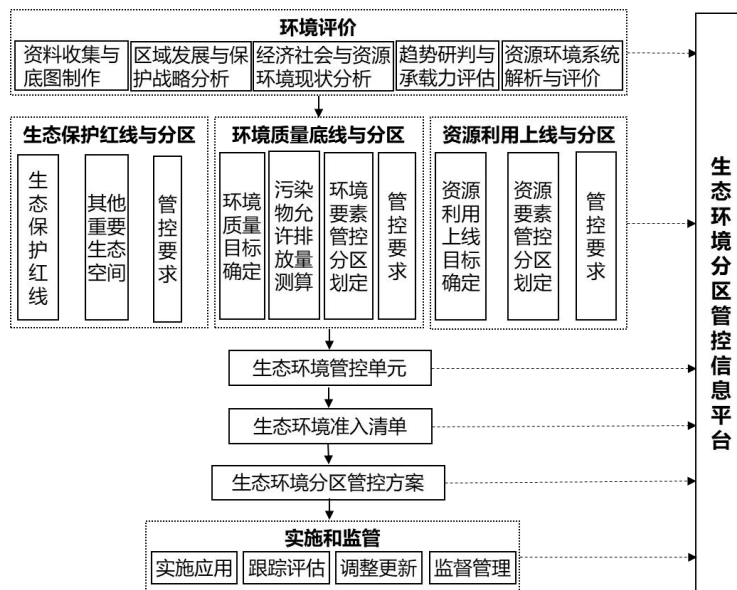 环境评价
资料收集与
底图制作
区域发展与保
护战略分析
经济社会与资源
环境现状分析
趋势研判与
承载力评估
资源环境系统
解析与评价
生态保护红线与分区
生态保护红线
其他
重要
生态
空间
管控要求
环境质量底线与分区
环境
质量
目标
确定
污染
物允
许排
放量
测算
环境
要素
管控
分区
划定
管控要求
资源利用上线与分区
资源
利用
上线
目标
确定
资源
要素
管控
分区
划定
管控要求
生态环境管控单元
生态环境准入清单
生态环境分区管控方案
实施和监管
实施应用
跟踪评估
调整更新
监督管理
生态环境分区管控信息平台